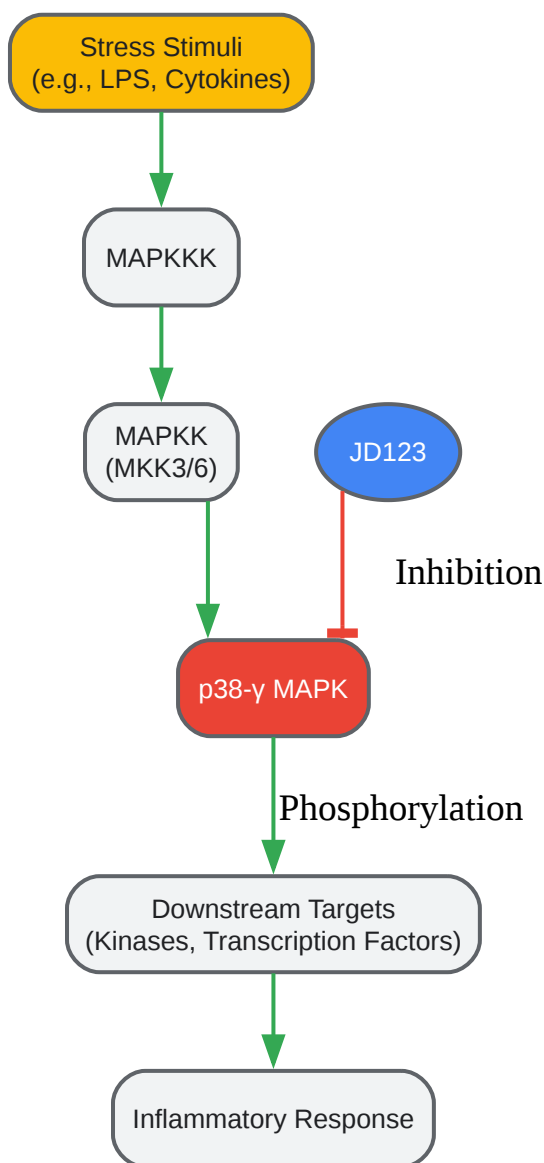 Stress Stimuli
(e.g., LPS, Cytokines)
MAPKKK
MAPKK
(MKK3/6)
JD123
Inhibition
p38-γ MAPK
Phosphorylation
Downstream Targets
(Kinases, Transcription Factors)
Inflammatory Response